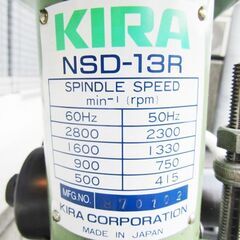 KIRA
NSD-13R
SPINDLE SPEED
min-1 (rpm)
60Hz 50Hz
2800 2300
1600 1330
900 750
500 415
MFG.NO. 870102
KIRA CORPORATION
MADE IN JAPAN